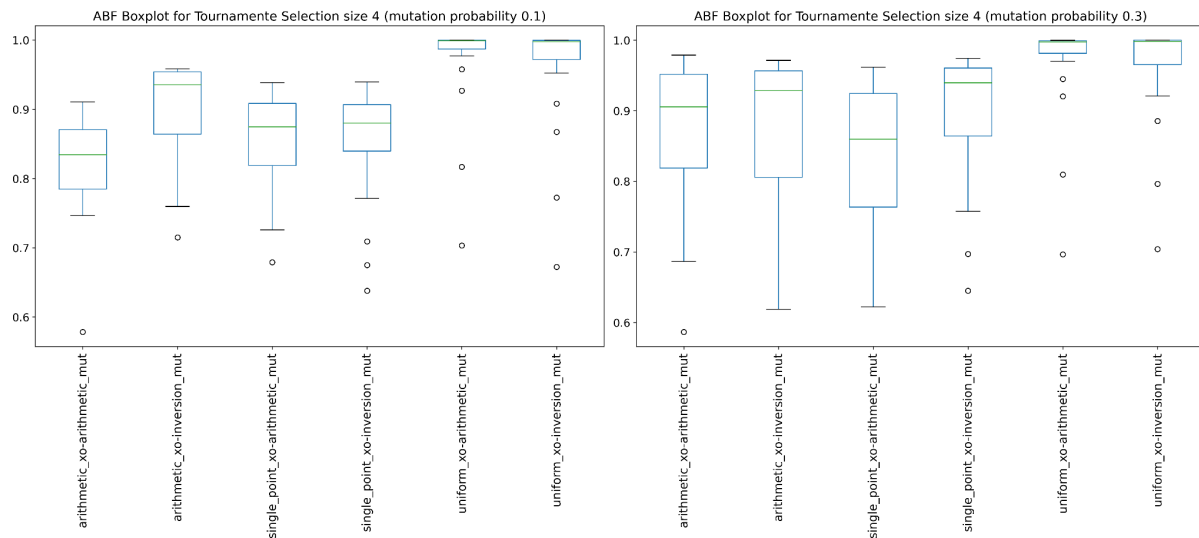 ABF Boxplot for Tournamente Selection size 4 (mutation probability 0.1)
1.0
0.9
0.8
0.7
0.6
arithmetic_xo-arithmetic_mut
arithmetic_xo-inversion_mut
single_point_xo-arithmetic_mut
single_point_xo-inversion_mut
uniform_xo-arithmetic_mut
uniform_xo-inversion_mut
ABF Boxplot for Tournamente Selection size 4 (mutation probability 0.3)
1.0
0.9
0.8
0.7
0.6
arithmetic_xo-arithmetic_mut
arithmetic_xo-inversion_mut
single_point_xo-arithmetic_mut
single_point_xo-inversion_mut
uniform_xo-arithmetic_mut
uniform_xo-inversion_mut